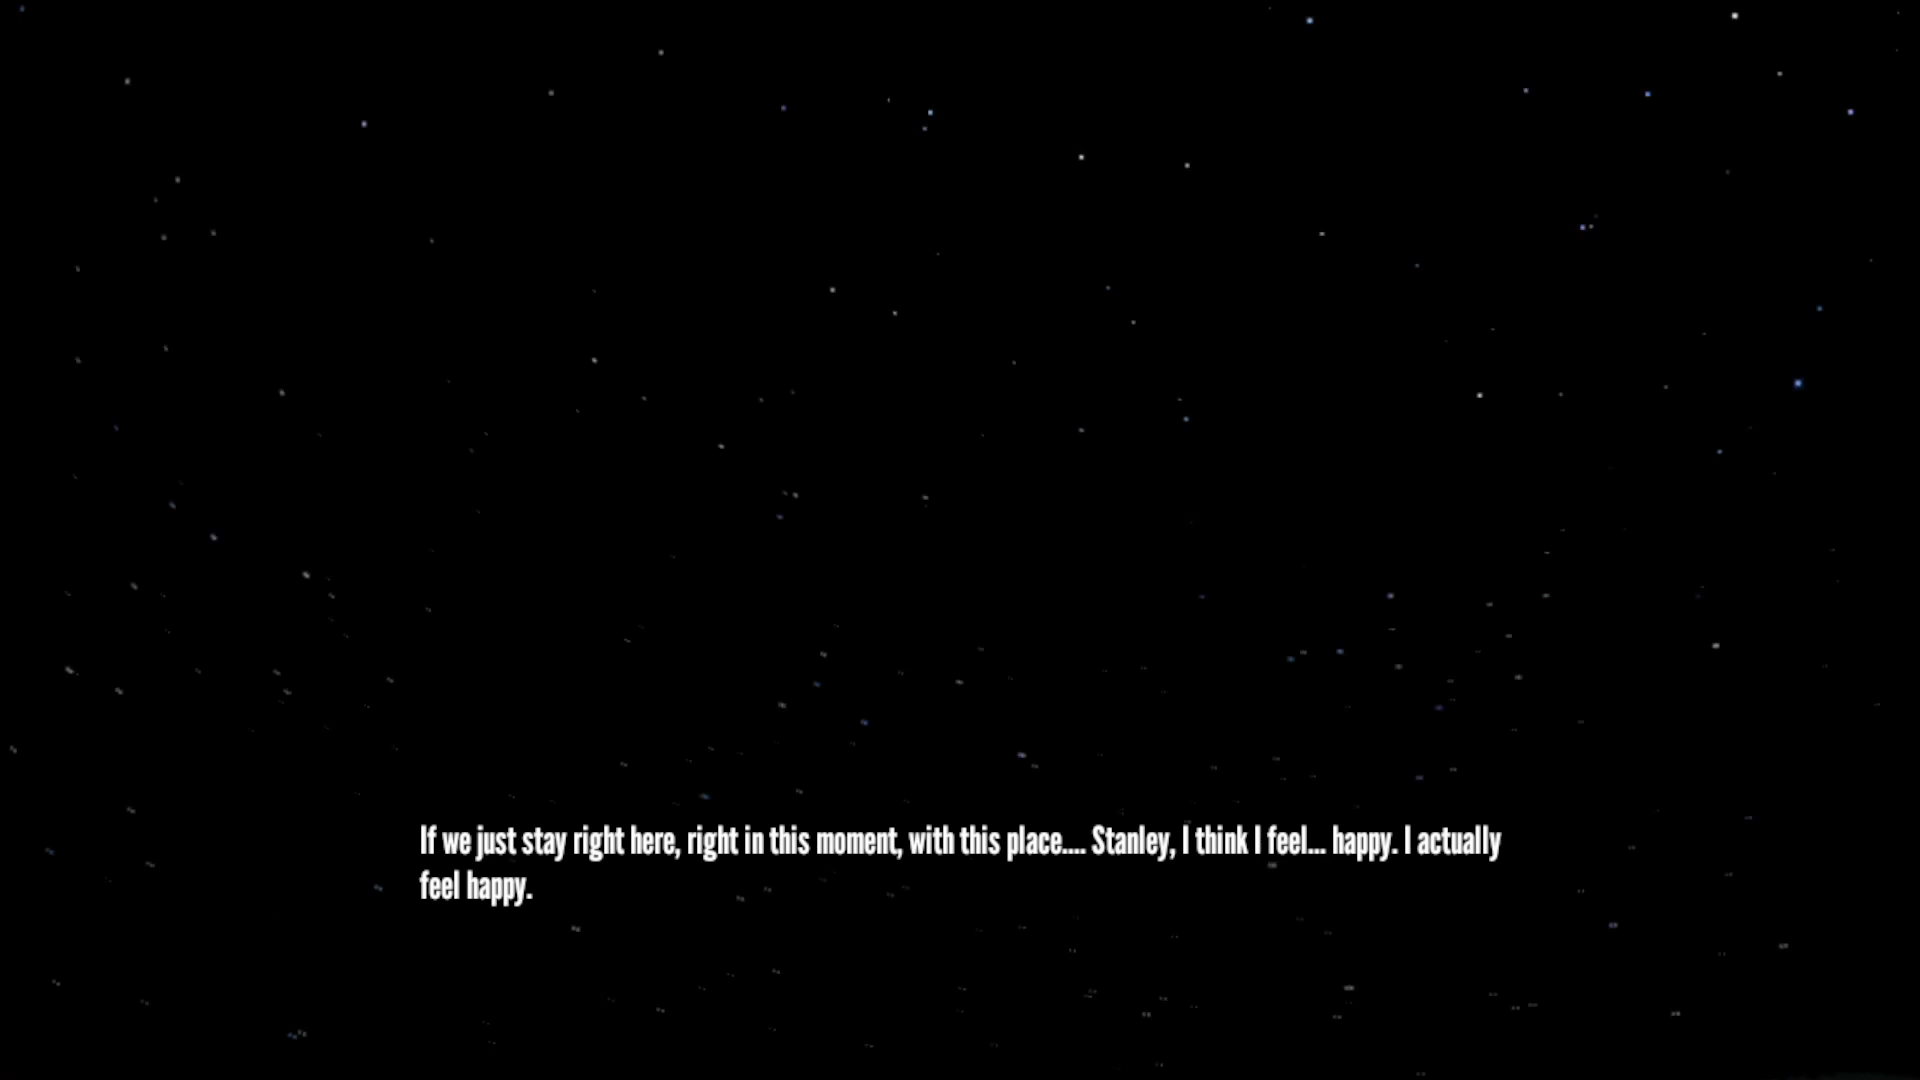 If we just stay right here, right in this moment, with this place.... Stanley, I think I feel... happy. I actually
feel happy.